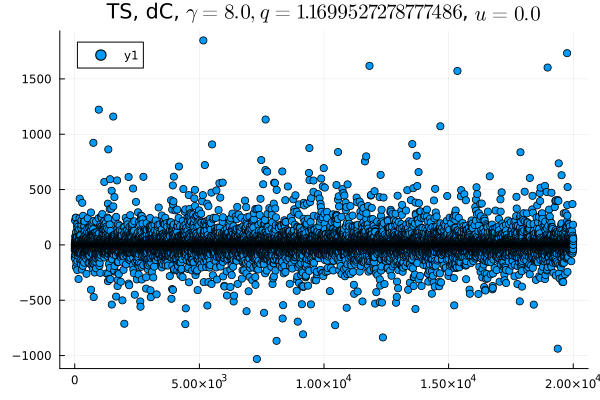 TS, dC, γ = 8.0, q = 1.1699527278777486, u = 0.0
y1
1500
1000
500
0
−500
−1000
0 5.00×10³ 1.00×10⁴ 1.50×10⁴ 2.00×10⁴